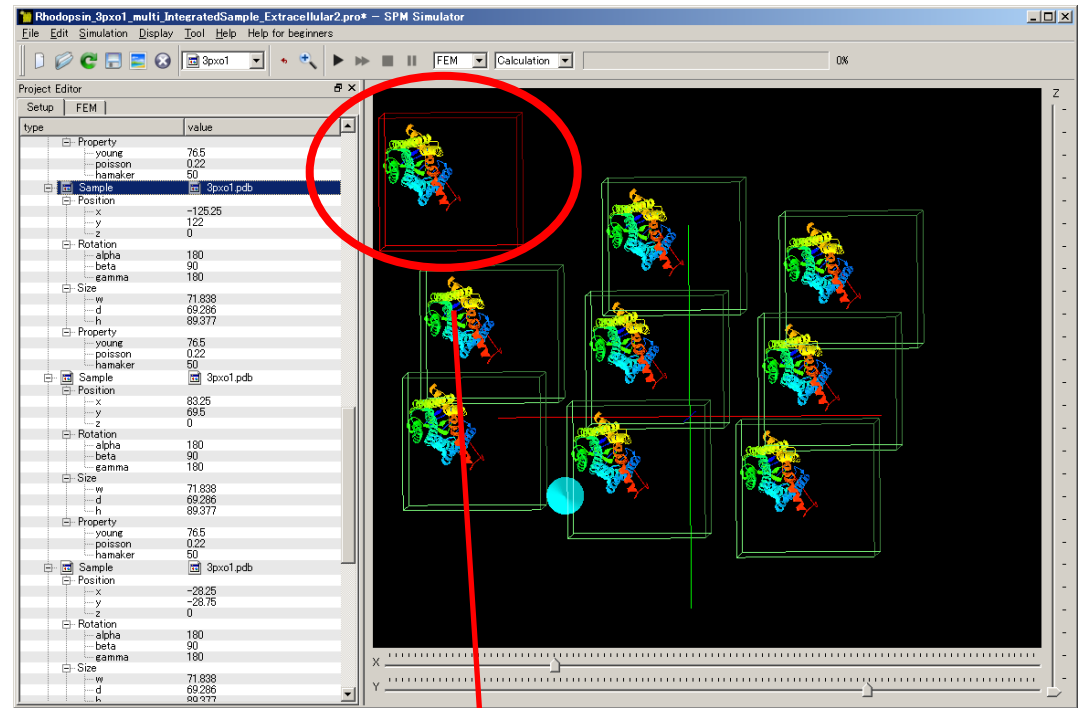 Rhodopsin_3pxo1_multi_IntegratedSample_Extracellular2.pro* − SPM Simulator
File Edit Simulation Display Tool Help Help for beginners
3pxo1 FEM Calculation 0%
Project Editor
Setup FEM
type value
Property
young 76.5
poisson 0.22
hamaker 50
Sample 3pxo1.pdb
Position
x −125.25
y 122
z 0
Rotation
alpha 180
beta 90
gamma 180
Size
w 71.838
d 69.286
h 89.377
Property
young 76.5
poisson 0.22
hamaker 50
Sample 3pxo1.pdb
Position
x 83.25
y 69.5
z 0
Rotation
alpha 180
beta 90
gamma 180
Size
w 71.838
d 69.286
h 89.377
Property
young 76.5
poisson 0.22
hamaker 50
Sample 3pxo1.pdb
Position
x −28.25
y −28.75
z 0
Rotation
alpha 180
beta 90
gamma 180
Size
w 71.838
d 69.286
h 89.377
Z
X
Y